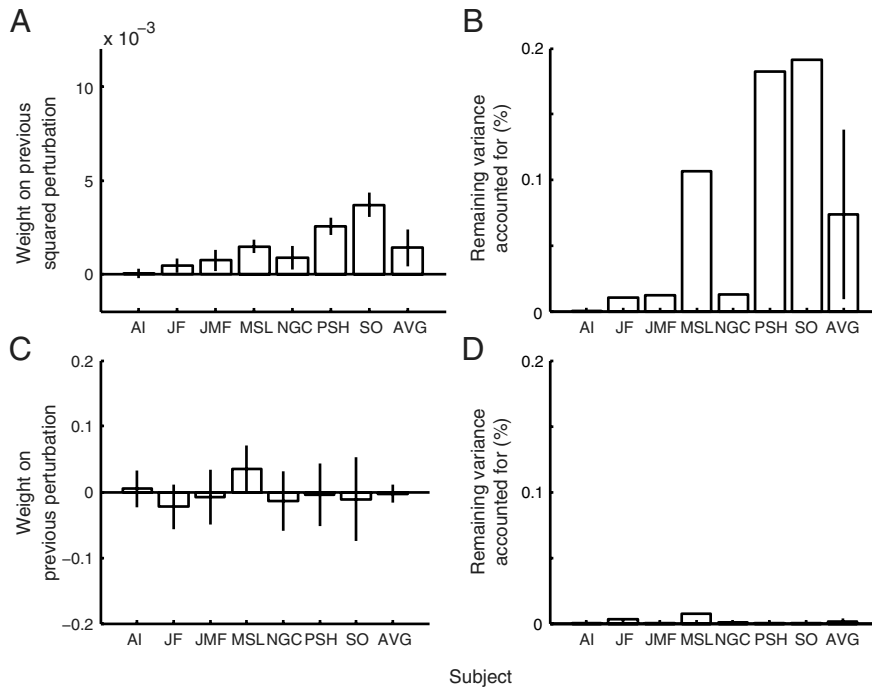 A
x 10⁻³
Weight on previous
squared perturbation
10
5
0
AI JF JMF MSL NGC PSH SO AVG
B
Remaining variance
accounted for (%)
0.2
0.1
0
AI JF JMF MSL NGC PSH SO AVG
C
Weight on
previous perturbation
0.2
0.1
0
−0.1
−0.2
AI JF JMF MSL NGC PSH SO AVG
D
Remaining variance
accounted for (%)
0.2
0.1
0
AI JF JMF MSL NGC PSH SO AVG
Subject